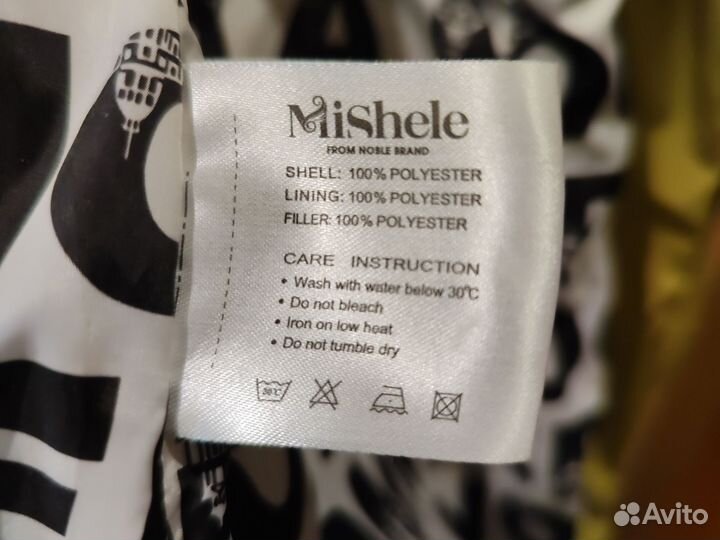 MiShele
FROM NOBLE BRAND
SHELL: 100% POLYESTER
LINING: 100% POLYESTER
FILLER: 100% POLYESTER
CARE INSTRUCTION
• Wash with water below 30℃
• Do not bleach
• Iron on low heat
• Do not tumble dry
30℃
Avito